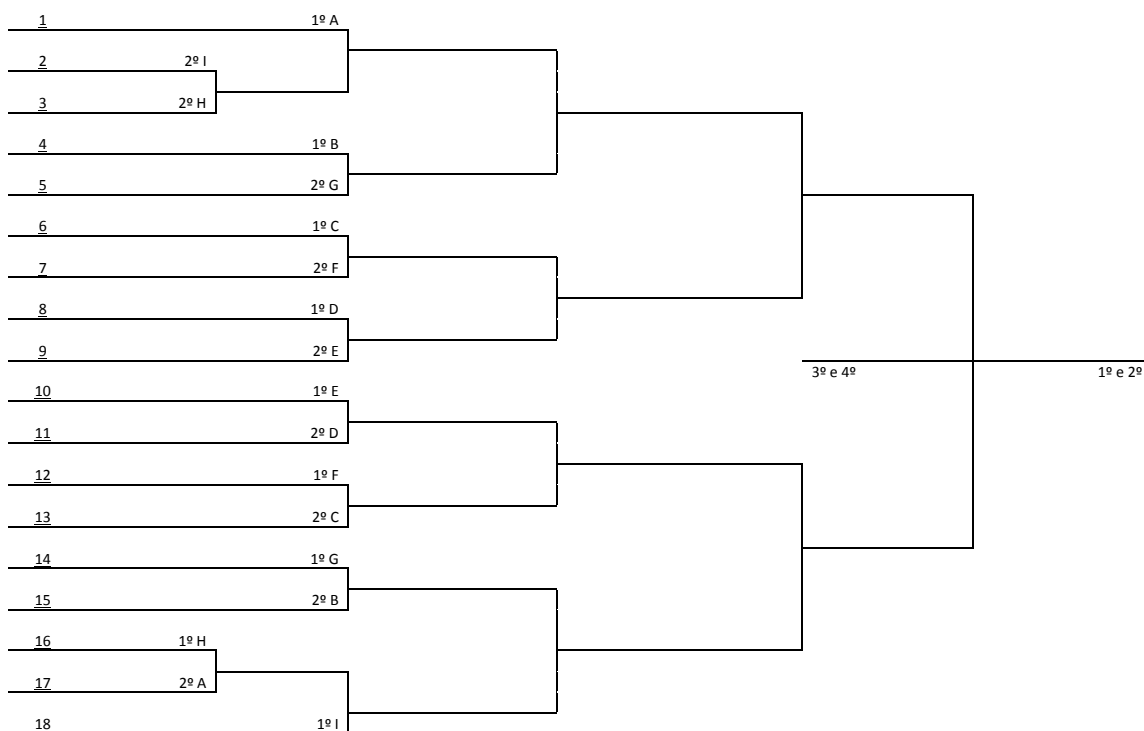 1 1º A
2 2º I
3 2º H
4 1º B
5 2º G
6 1º C
7 2º F
8 1º D
9 2º E
3º e 4º 1º e 2º
10 1º E
11 2º D
12 1º F
13 2º C
14 1º G
15 2º B
16 1º H
17 2º A
18 1º I